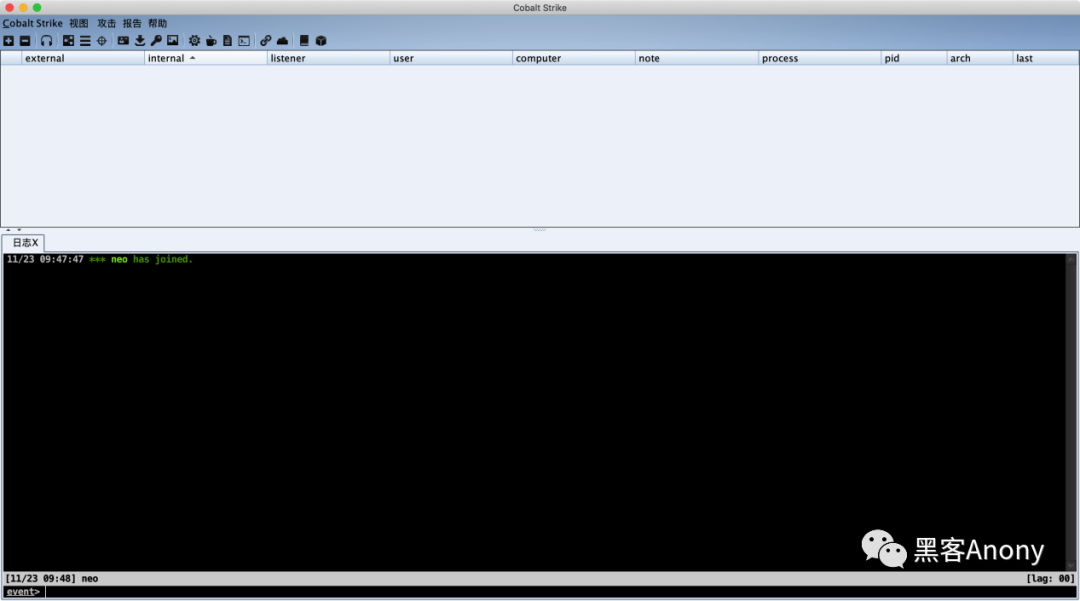 Cobalt Strike
Cobalt Strike 视图 攻击 报告 帮助
external internal listener user computer note process pid arch last
日志X
11/23 09:47:47 *** neo has joined.
黑客Anony
[11/23 09:48] neo [lag: 00]
event>